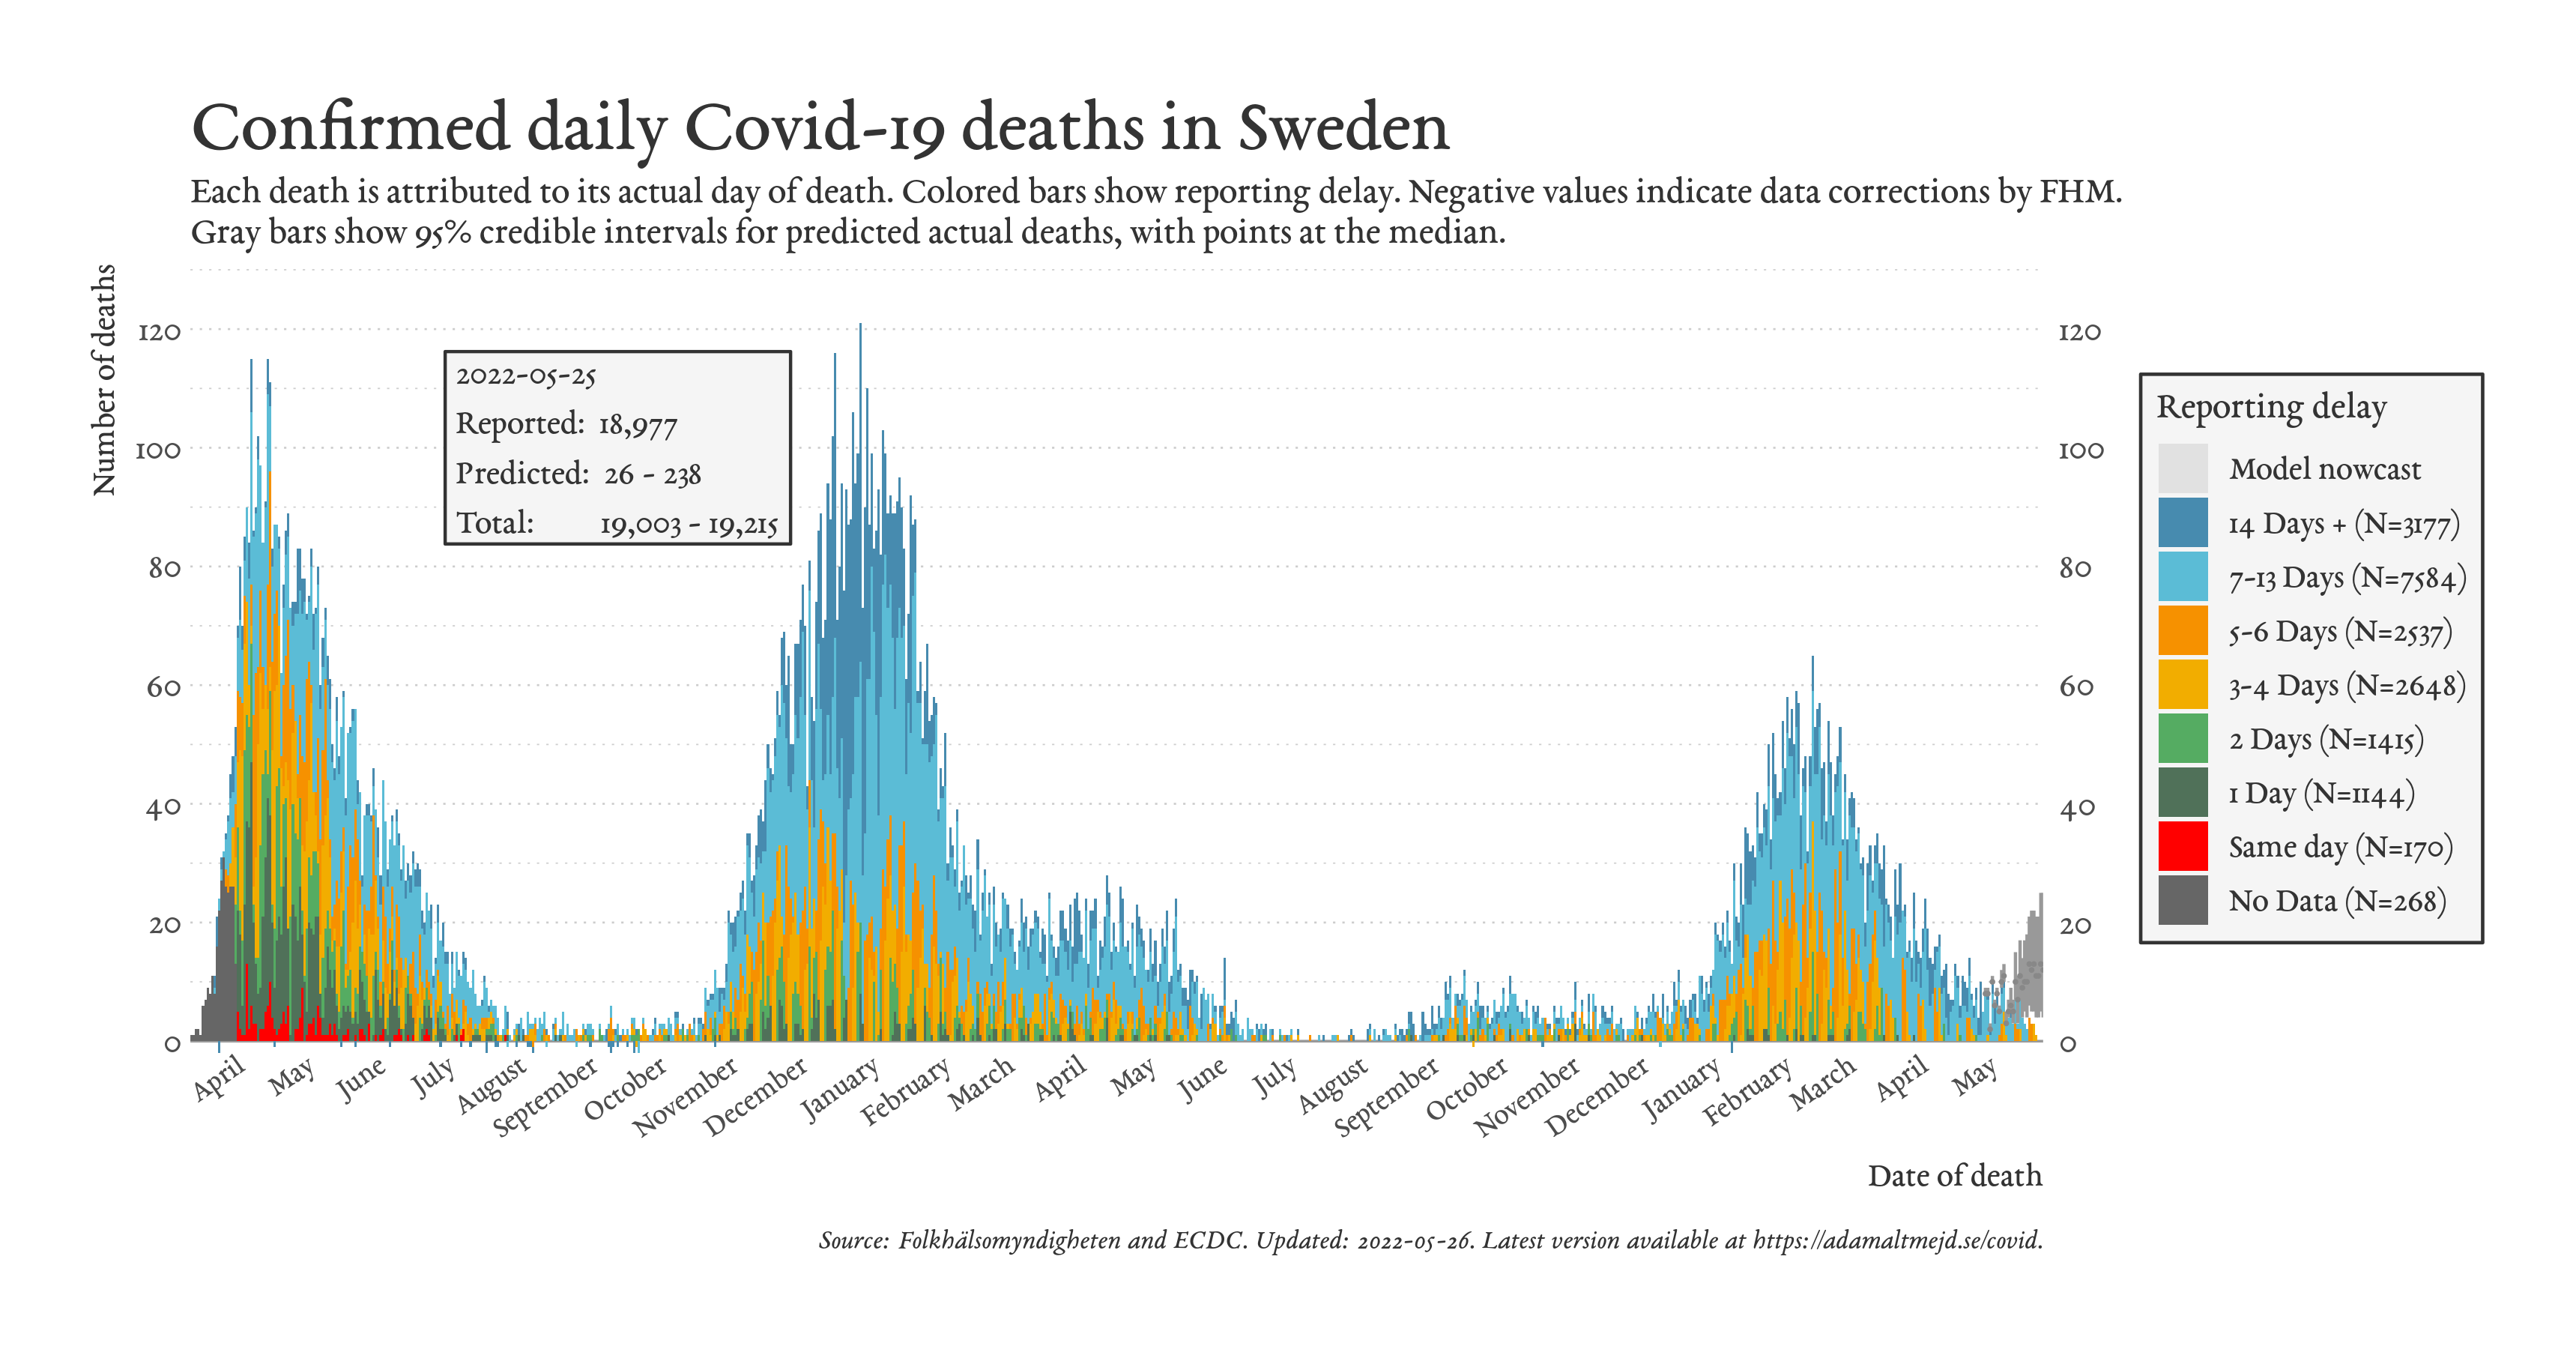 Confirmed daily Covid-19 deaths in Sweden
Each death is attributed to its actual day of death. Colored bars show reporting delay. Negative values indicate data corrections by FHM.
Gray bars show 95% credible intervals for predicted actual deaths, with points at the median.
Number of deaths
120
100
80
60
40
20
0
2022-05-25
Reported: 18,977
Predicted: 26 - 238
Total: 19,003 - 19,215
120
100
80
60
40
20
0
Reporting delay
Model nowcast
14 Days + (N=3177)
7-13 Days (N=7584)
5-6 Days (N=2537)
3-4 Days (N=2648)
2 Days (N=1415)
1 Day (N=1144)
Same day (N=170)
No Data (N=268)
April
May
June
July
August
September
October
November
December
January
February
March
April
May
June
July
August
September
October
November
December
January
February
March
April
May
Date of death
Source: Folkhälsomyndigheten and ECDC. Updated: 2022-05-26. Latest version available at https://adamaltmejd.se/covid.